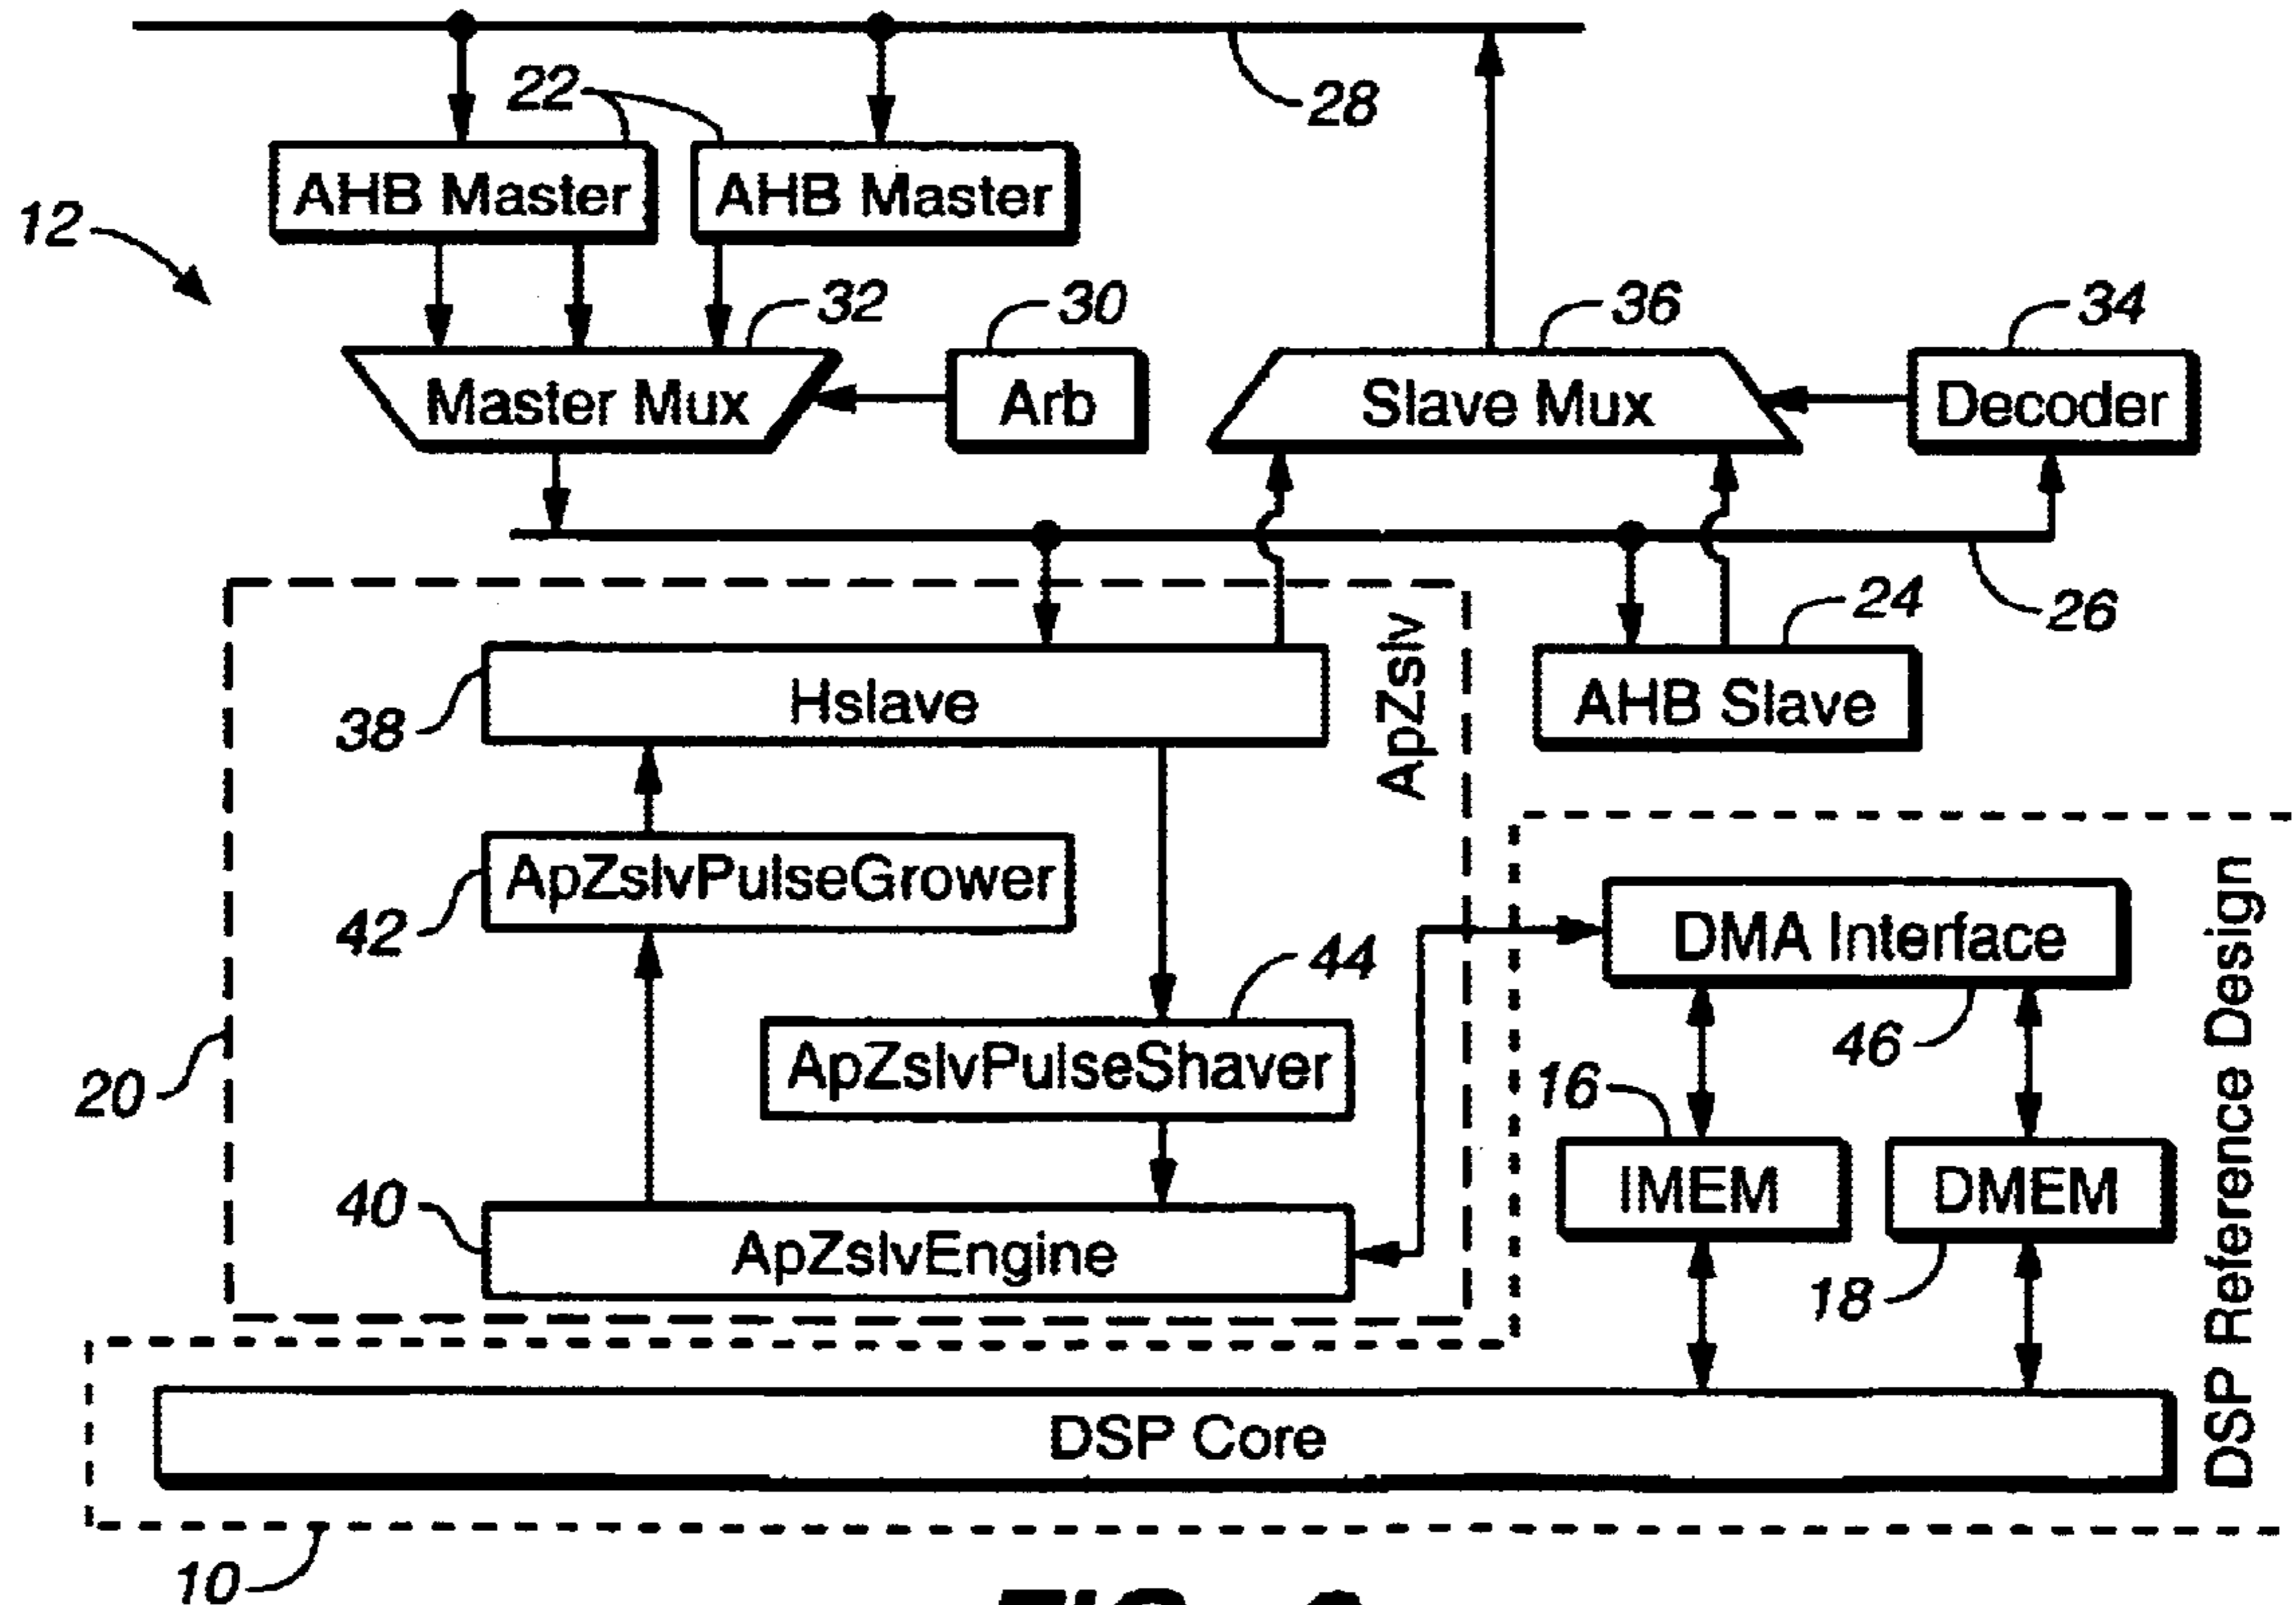 28
22
AHB Master
AHB Master
12
32
30
36
34
Master Mux
Arb
Slave Mux
Decoder
26
24
ApZslv
Hslave
38
AHB Slave
ApZslvPulseGrower
42
DMA Interface
46
44
ApZslvPulseShaver
20
16
IMEM
DMEM
18
40
ApZslvEngine
DSP Reference Design
DSP Core
10